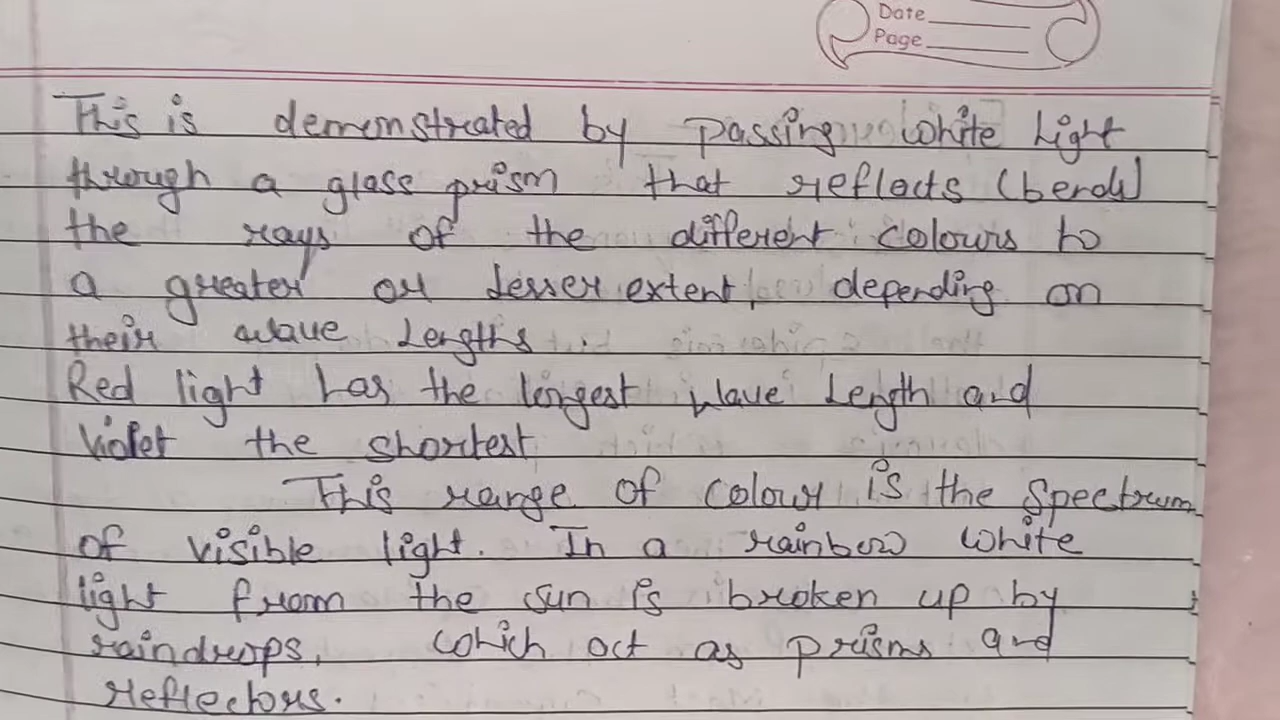 Date
Page
This is demonstrated by passing white light
through a glass prism that reflects (bends)
the rays of the different colours to
a greater or lesser extent, depending on
their wave lengths.
Red light has the longest wave length and
violet the shortest
This range of colour is the spectrum
of visible light. In a rainbow white
light from the sun is broken up by
raindrops, which act as prisms and
reflectors.